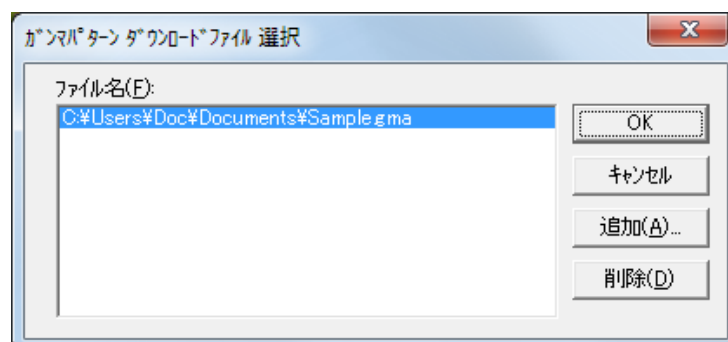 ｶﾞﾝﾏﾊﾟﾀｰﾝ ﾀﾞｳﾝﾛｰﾄﾞﾌｧｲﾙ 選択
ﾌｧｲﾙ名(F):
C:¥Users¥Doc¥Documents¥Sample.gma
OK
ｷｬﾝｾﾙ
追加(A)...
削除(D)